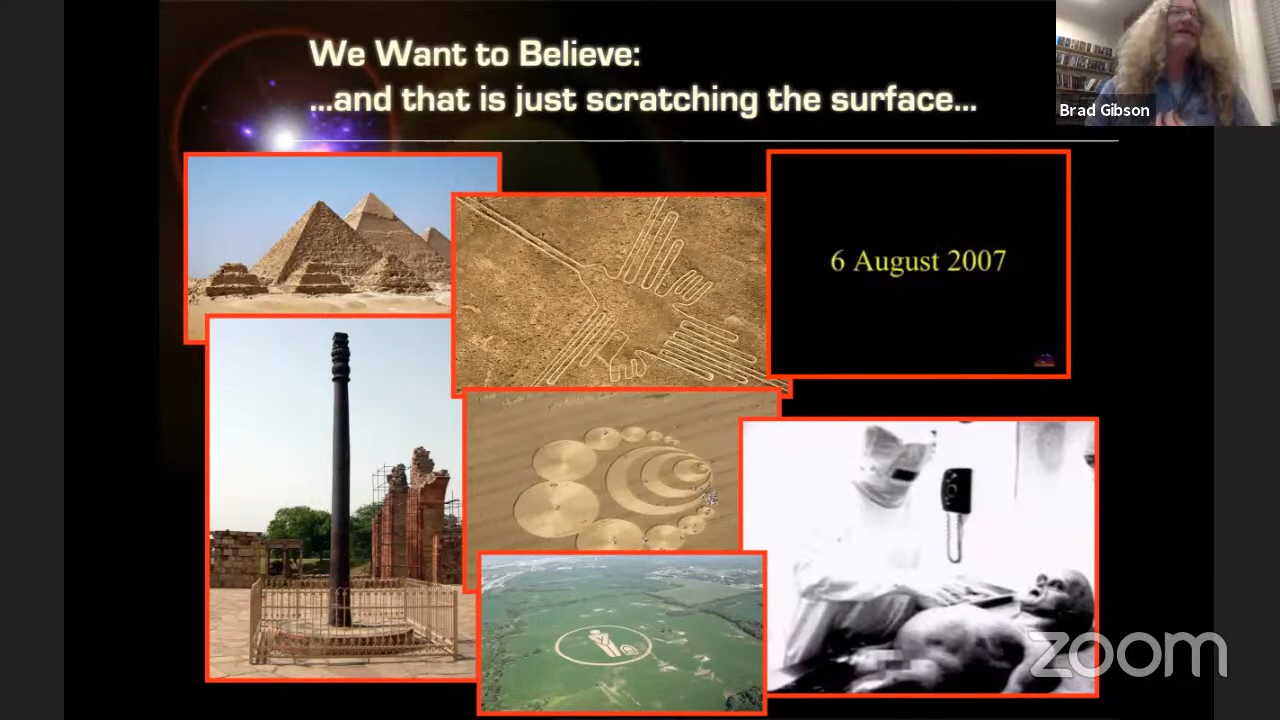 We Want to Believe:
...and that is just scratching the surface...
Brad Gibson
6 August 2007
zoom